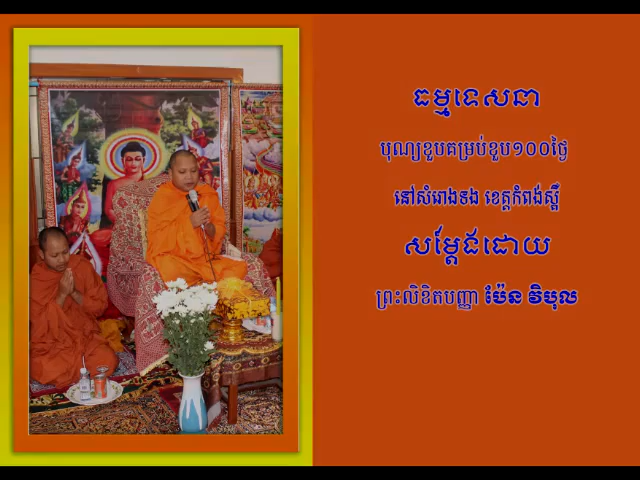 ធម្មទេសនា
បុណ្យខួបគម្រប់ខួប១០០ថ្ងៃ
នៅសំរោងទង ខេត្តកំពង់ស្ពឺ
សម្ដែងដោយ
ព្រះលិខិតបញ្ញា ប៉ែន វិបុល